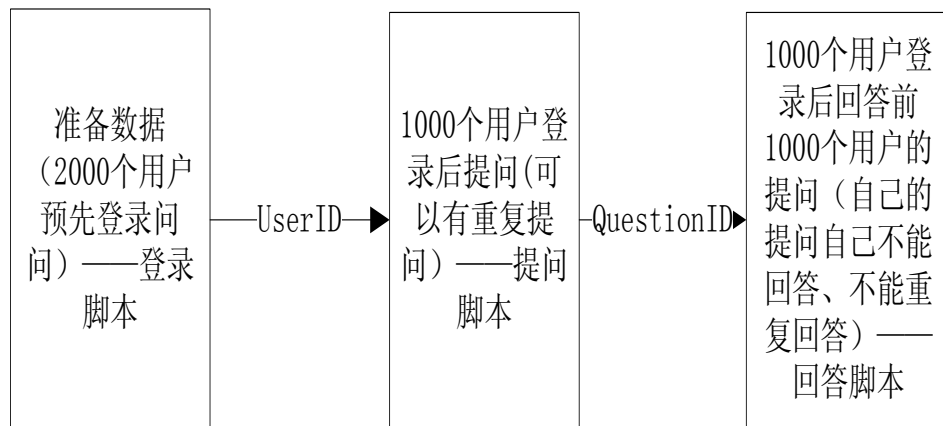 准备数据
（2000个用户
预先登录问
问）——登录
脚本
UserID
1000个用户登
录后提问(可
以有重复提
问）——提问
脚本
QuestionID
1000个用户登
录后回答前
1000个用户的
提问（自己的
提问自己不能
回答、不能重
复回答）——
回答脚本